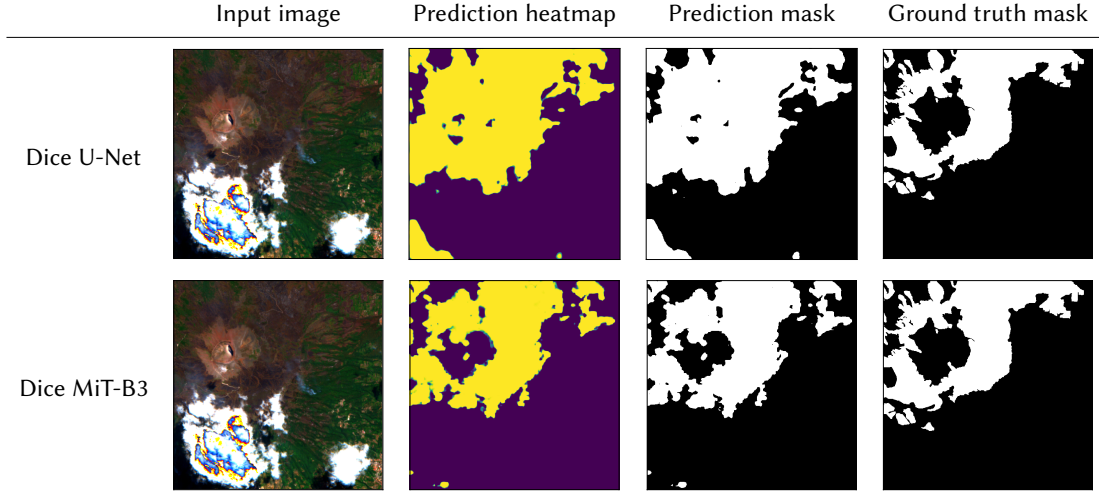 Input image Prediction heatmap Prediction mask Ground truth mask
Dice U-Net
Dice MiT-B3